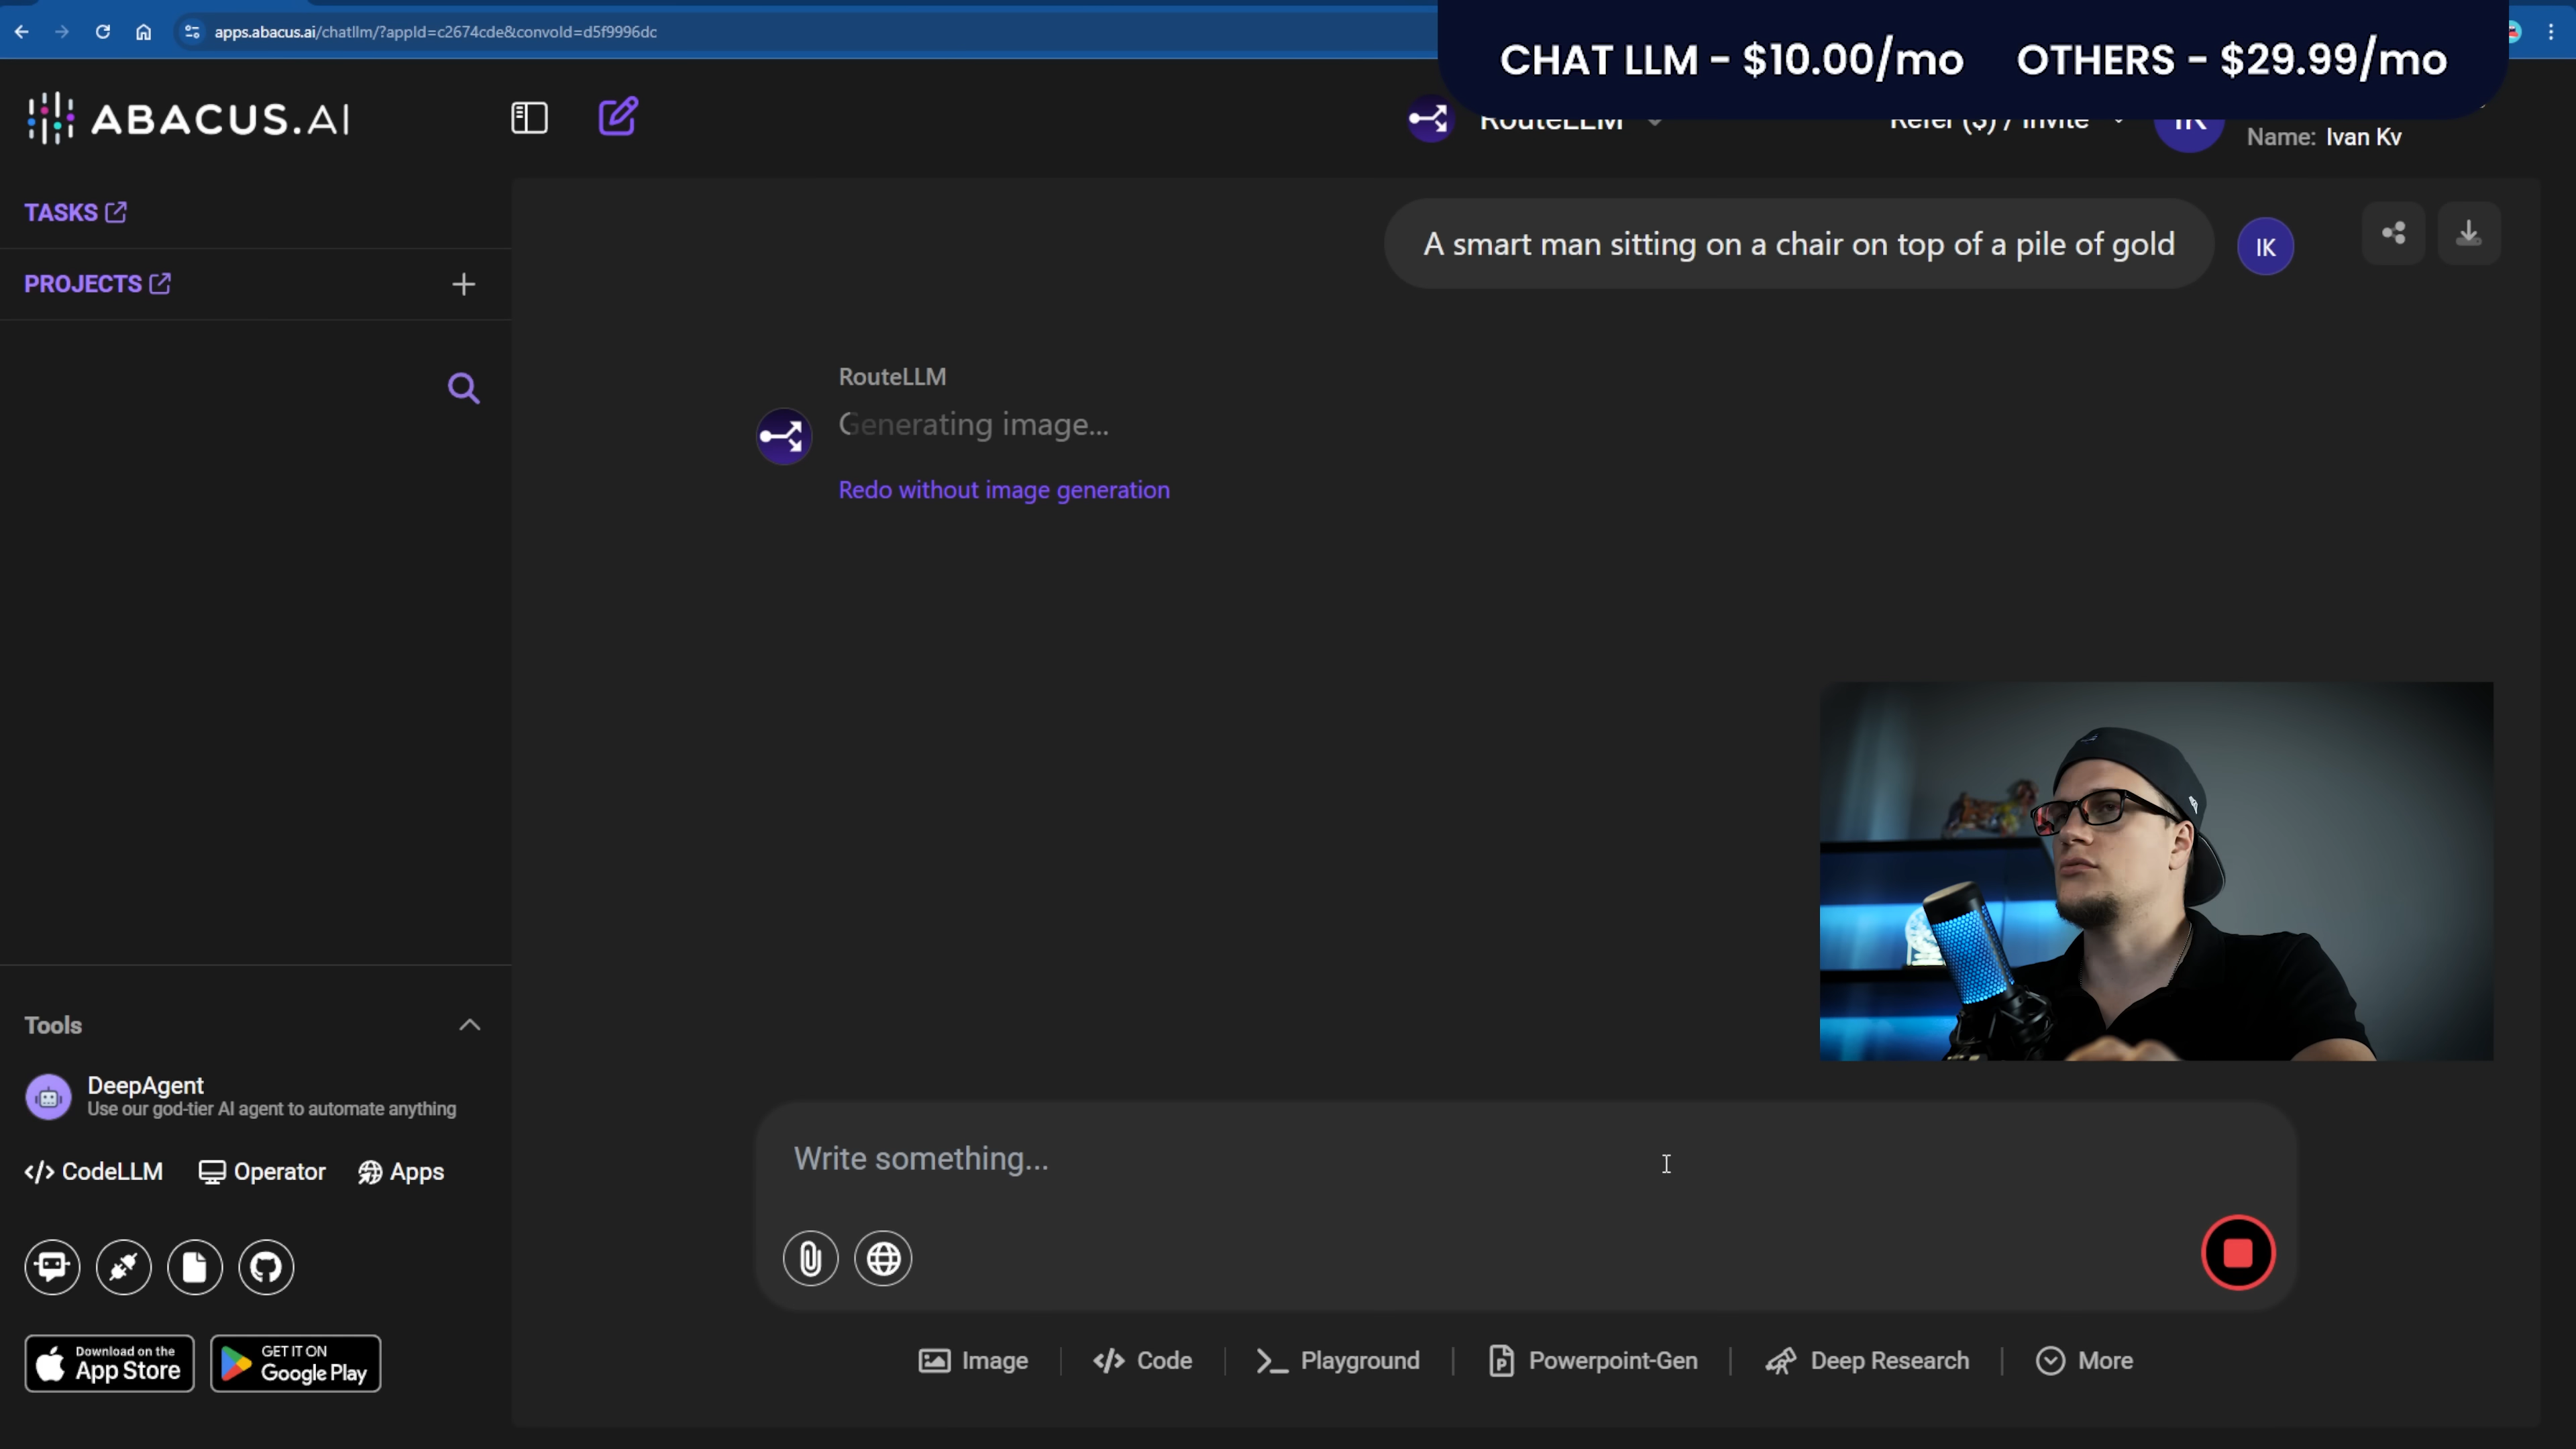 apps.abacus.ai/chatllm/?appId=c2674cde&convoId=d5f9996dc
CHAT LLM - $10.00/mo OTHERS - $29.99/mo
ABACUS.AI
RouteLLM
Refer ($) / Invite
IK
Name: Ivan Kv
TASKS
PROJECTS
A smart man sitting on a chair on top of a pile of gold
IK
RouteLLM
Generating image...
Redo without image generation
Tools
DeepAgent
Use our god-tier AI agent to automate anything
CodeLLM Operator Apps
Download on the
App Store
GET IT ON
Google Play
Write something...
Image Code Playground Powerpoint-Gen Deep Research More